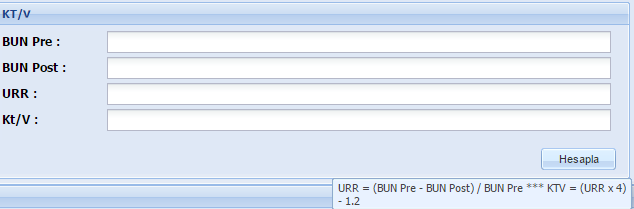 KT/V
BUN Pre :
BUN Post :
URR :
Kt/V :
Hesapla
URR = (BUN Pre - BUN Post) / BUN Pre *** KTV = (URR x 4)
- 1.2